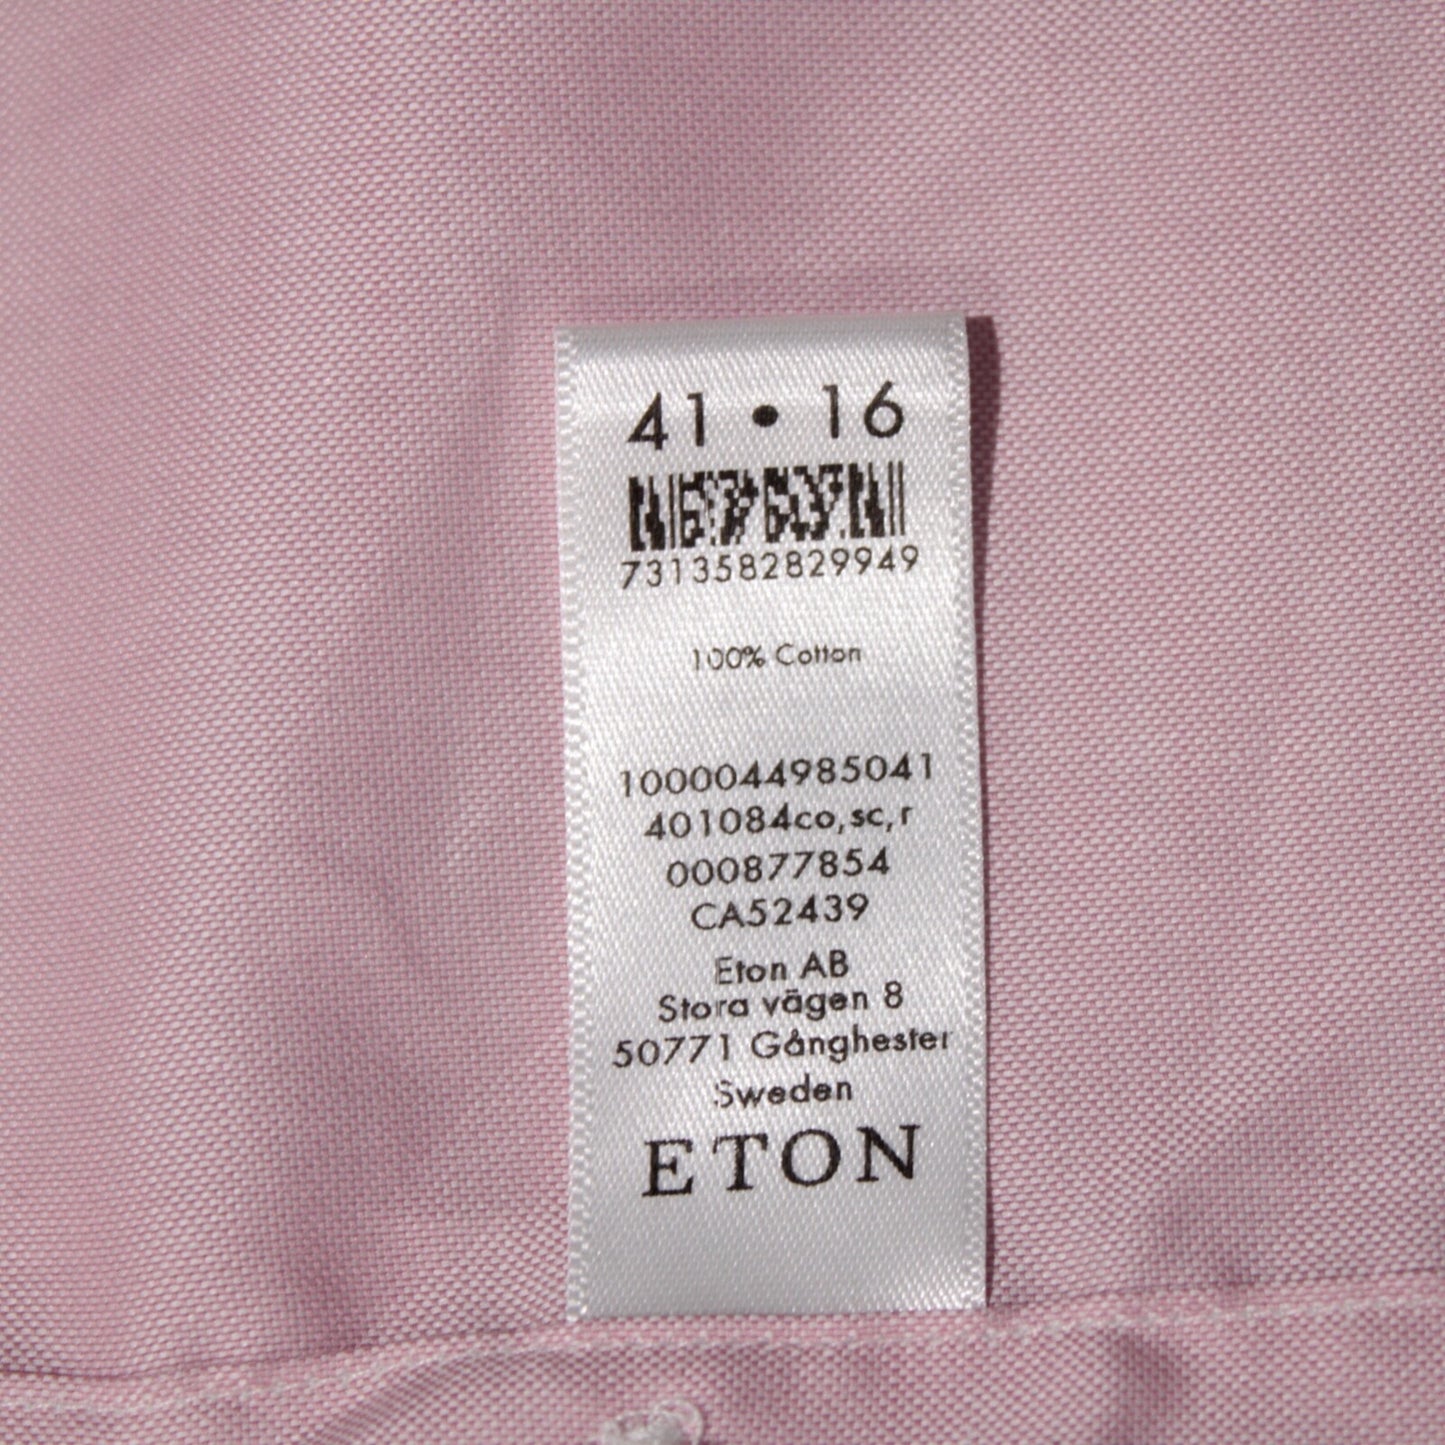 41 • 16
7313582829949
100% Cotton
1000044985041
401084co,sc,r
000877854
CA52439
Eton AB
Stora vägen 8
50771 Gånghester
Sweden
ETON